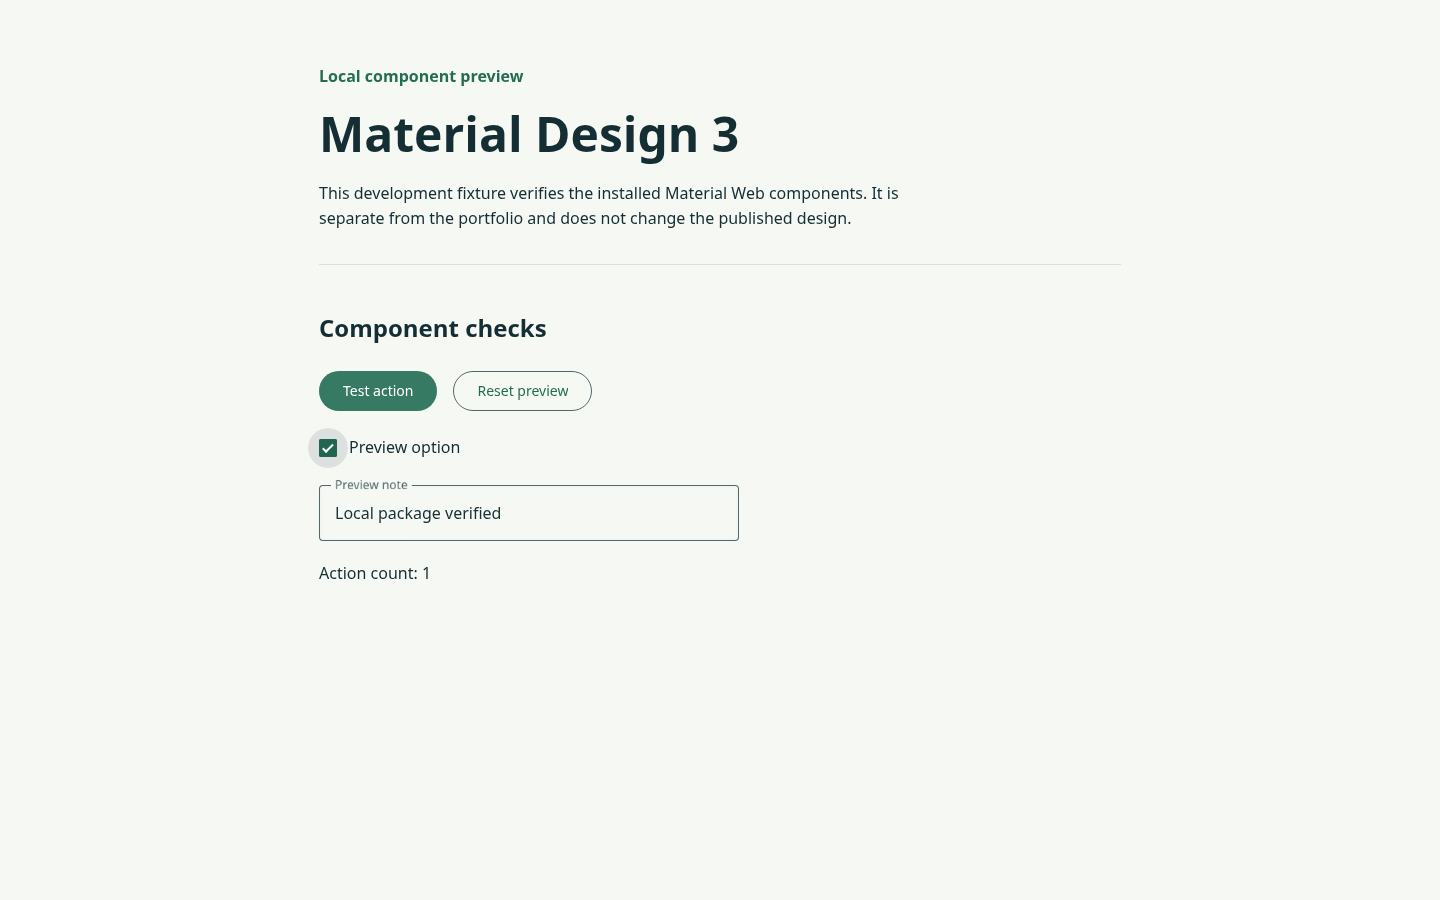 Local component preview
Material Design 3
This development fixture verifies the installed Material Web components. It is
separate from the portfolio and does not change the published design.
Component checks
Test action
Reset preview
Preview option
Preview note
Local package verified
Action count: 1